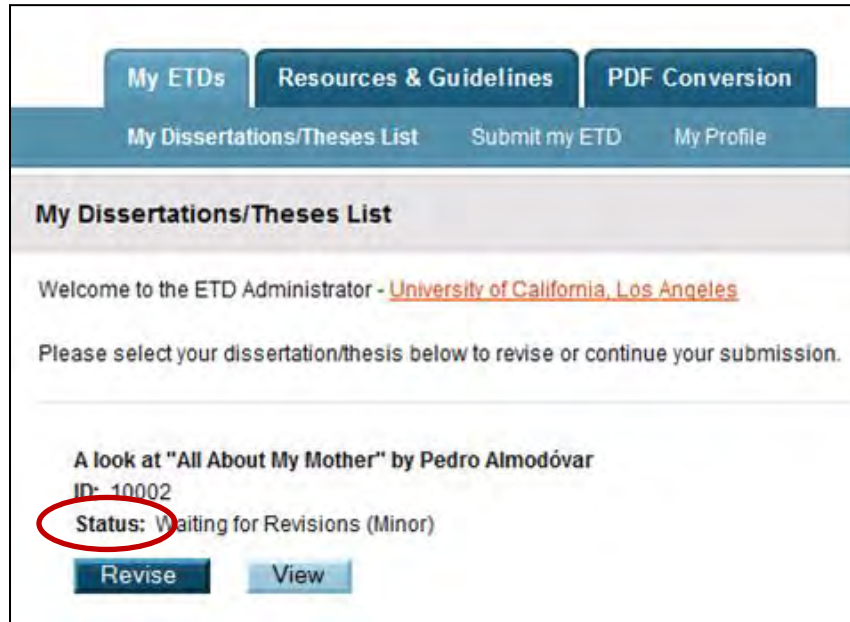 My ETDs Resources & Guidelines PDF Conversion
My Dissertations/Theses List Submit my ETD My Profile
My Dissertations/Theses List
Welcome to the ETD Administrator - University of California, Los Angeles
Please select your dissertation/thesis below to revise or continue your submission.
A look at "All About My Mother" by Pedro Almodóvar
ID: 10002
Status: Waiting for Revisions (Minor)
Revise View